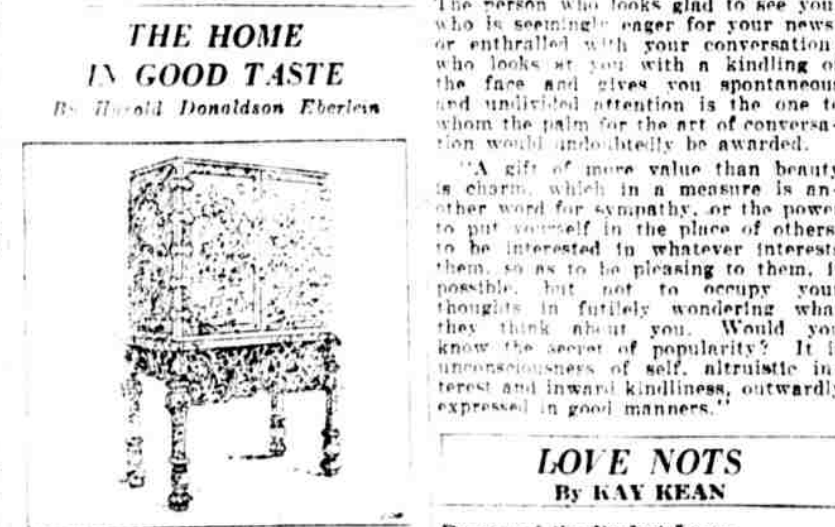 THE HOME
IN GOOD TASTE
By Harold Donaldson Eberlein
The person who looks glad to see you
who is seemingly eager for your news
or enthralled with your conversation
who looks at you with a kindling of
the face and gives you spontaneous
and undivided attention is the one to
whom the palm for the art of conversa-
tion would undoubtedly be awarded.
"A gift of more value than beauty
is charm, which in a measure is an-
other word for sympathy, or the power
to put yourself in the place of others
to be interested in whatever interests
them, so as to be pleasing to them, i
possible, but not to occupy your
thoughts in futilely wondering what
they think about you. Would you
know the secret of popularity? It i
unconsciousness of self, altruistic in
terest and inward kindliness, outwardly
expressed in good manners."
LOVE NOTS
By KAY KEAN